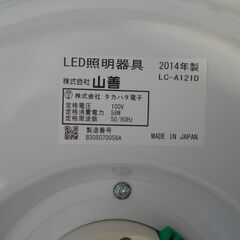 LED照明器具 2014年製
株式会社 山善 LC-A121D
株式会社 タカハタ電子
定格電圧 100V
定格消費電力 58W
定格周波数 50/60Hz
製造番号
B305070058A
MADE IN JAPAN